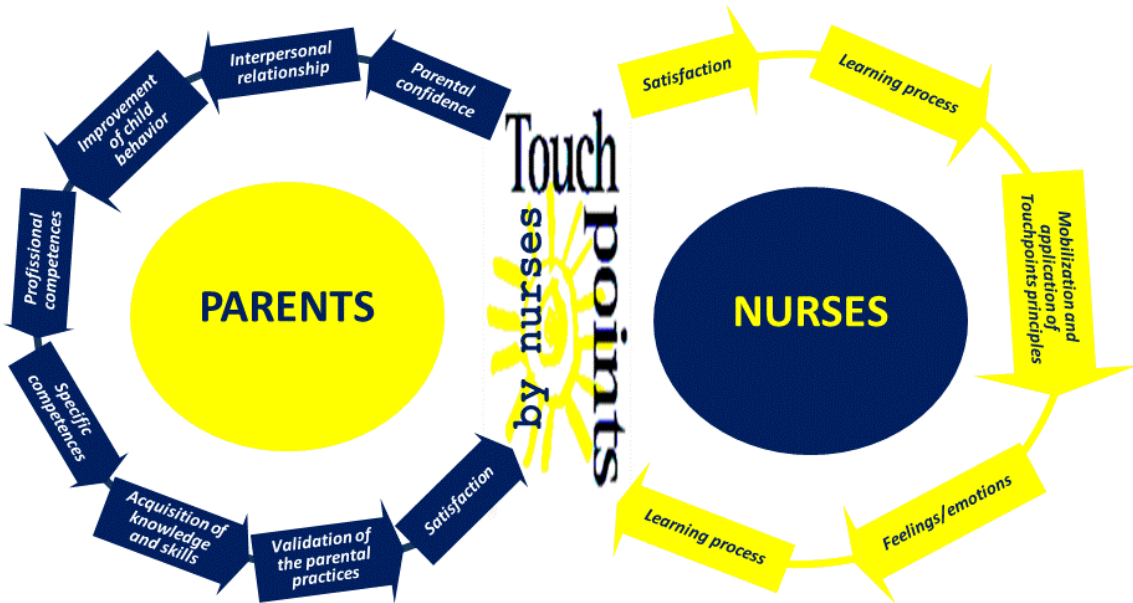 Parental
confidence
Interpersonal
relationship
Improvement
of child
behavior
Profissional
competences
Specific
competences
Acquisition of
knowledge
and skills
Validation of
the parental
practices
Satisfaction
PARENTS
Touch
points
by nurses
NURSES
Satisfaction
Learning process
Mobilization and
application of
Touchpoints principles
Feelings/emotions
Learning process